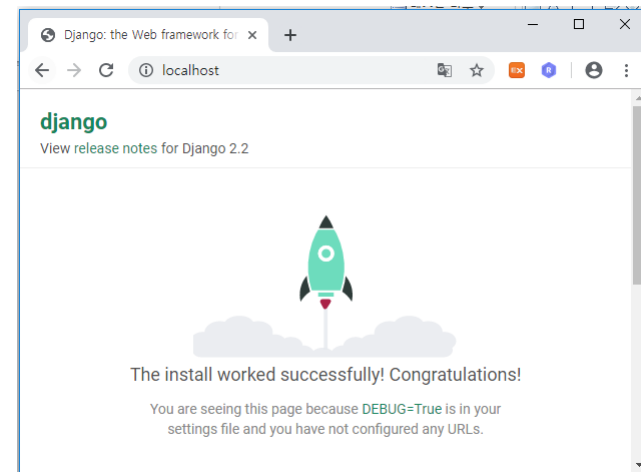 Django: the Web framework for
localhost
EX
R
django
View release notes for Django 2.2
The install worked successfully! Congratulations!
You are seeing this page because DEBUG=True is in your
settings file and you have not configured any URLs.